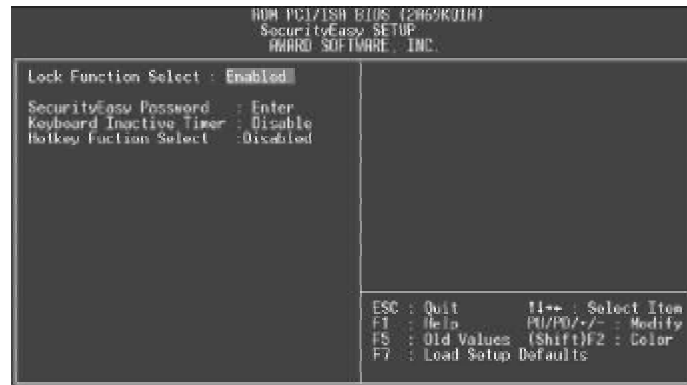 ROM PCI/ISA BIOS (2A69KQ1H)
SecurityEasy SETUP
AWARD SOFTWARE, INC.
Lock Function Select : Enabled
SecurityEasy Password : Enter
Keyboard Inactive Timer : Disable
Hotkey Fuction Select :Disabled
ESC : Quit ↑↓→← : Select Item
F1 : Help PU/PD/+/- : Modify
F5 : Old Values (Shift)F2 : Color
F7 : Load Setup Defaults